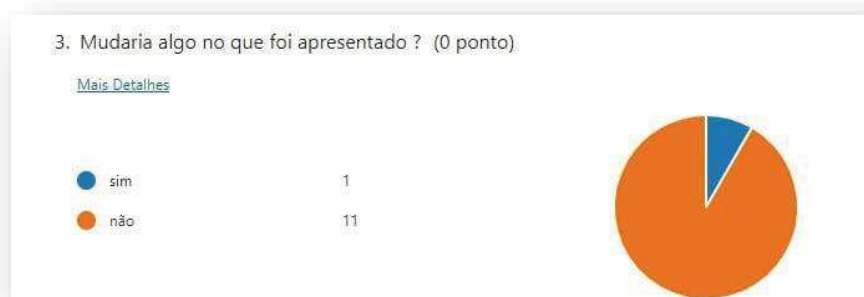 3. Mudaria algo no que foi apresentado ? (0 ponto)
Mais Detalhes
sim 1
não 11